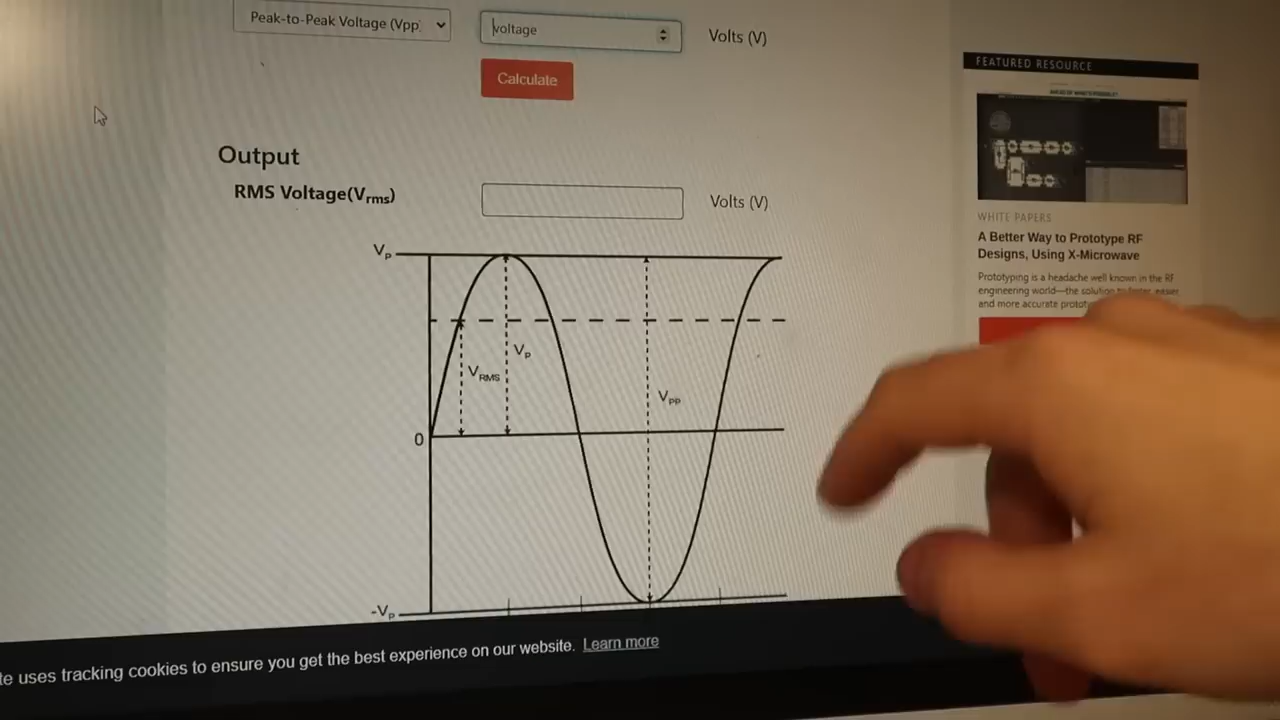 Peak-to-Peak Voltage (Vpp)
voltage
Volts (V)
Calculate
Output
RMS Voltage(Vrms)
Volts (V)
VP
VP
VRMS
VPP
0
-VP
FEATURED RESOURCE
WHITE PAPERS
A Better Way to Prototype RF
Designs, Using X-Microwave
Prototyping is a headache well known in the RF
engineering world—the solution to faster, easier
and more accurate
te uses tracking cookies to ensure you get the best experience on our website. Learn more